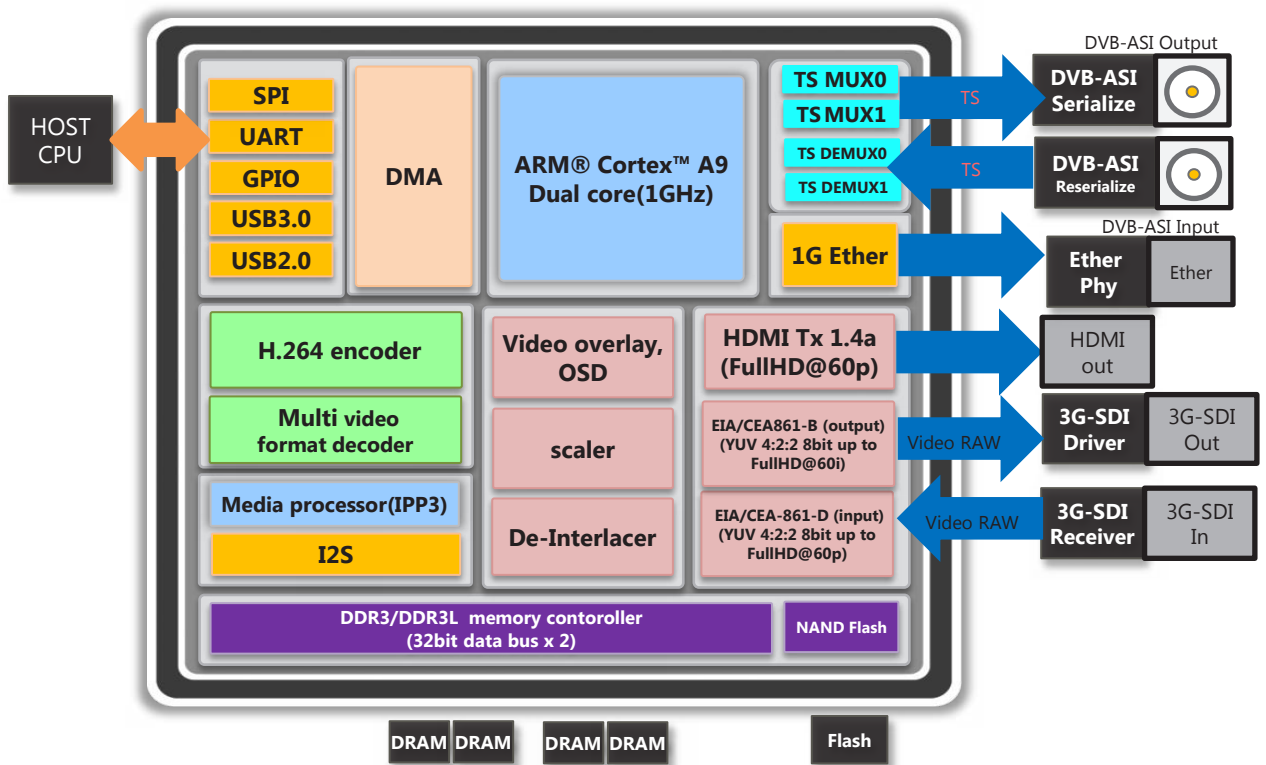 DVB-ASI Output
HOST
CPU
SPI
UART
GPIO
USB3.0
USB2.0
DMA
ARM® Cortex™ A9
Dual core(1GHz)
TS MUX0
TS MUX1
TS DEMUX0
TS DEMUX1
TS
DVB-ASI
Serialize
TS
DVB-ASI
Reserialize
DVB-ASI Input
1G Ether
Ether
Phy
Ether
H.264 encoder
Multi video
format decoder
Video overlay,
OSD
HDMI Tx 1.4a
(FullHD@60p)
HDMI
out
scaler
EIA/CEA861-B (output)
(YUV 4:2:2 8bit up to
FullHD@60i)
Video RAW
3G-SDI
Driver
3G-SDI
Out
Media processor(IPP3)
I2S
De-Interlacer
EIA/CEA-861-D (input)
(YUV 4:2:2 8bit up to
FullHD@60p)
Video RAW
3G-SDI
Receiver
3G-SDI
In
DDR3/DDR3L memory contoroller
(32bit data bus x 2)
NAND Flash
DRAM
DRAM
DRAM
DRAM
Flash